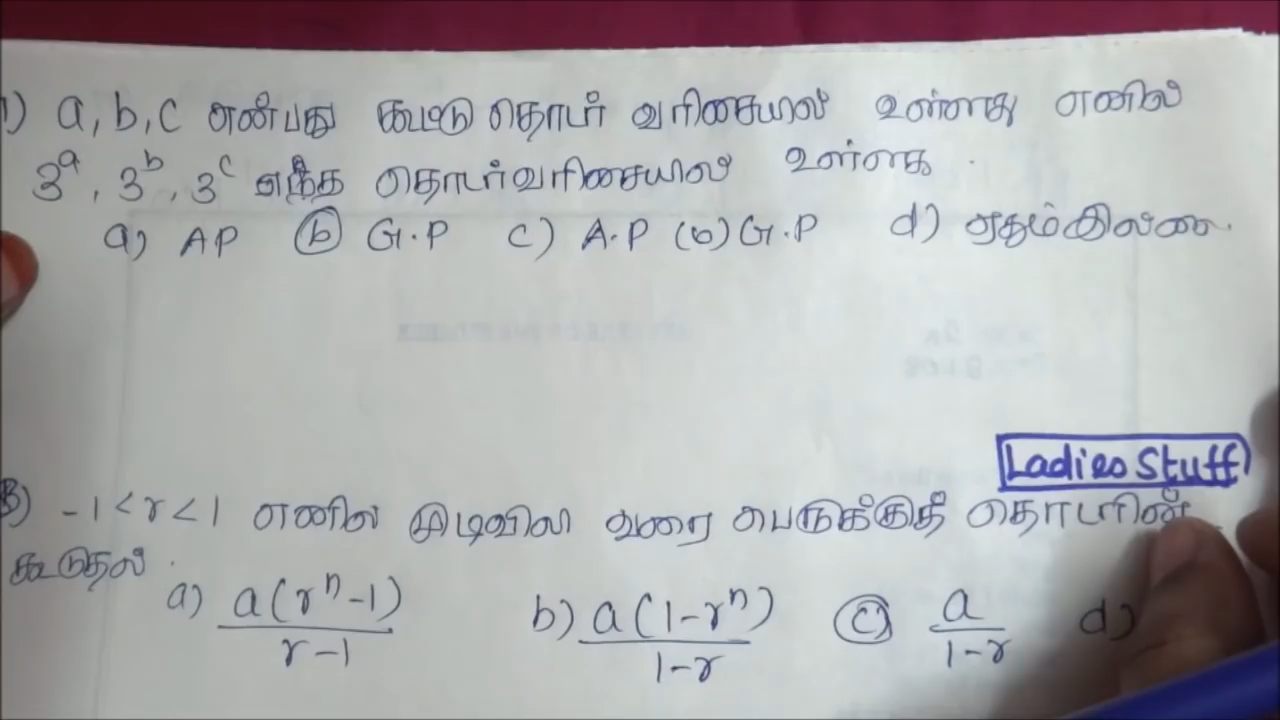 1) a, b, c என்பது கூட்டு தொடர் வரிசையில் உள்ளது எனில்
3^a, 3^b, 3^c எந்த தொடர்வரிசையில் உள்ளது.
a) AP b) G.P c) A.P (or) G.P d) ஏதும்இல்லை.
Ladies Stuff
3) -1<r<1 எனில் முடிவிலி வரை பெருக்குத் தொடரின்
கூடுதல்.
a) a(r^n-1)/r-1 b) a(1-r^n)/1-r c) a/1-r d)